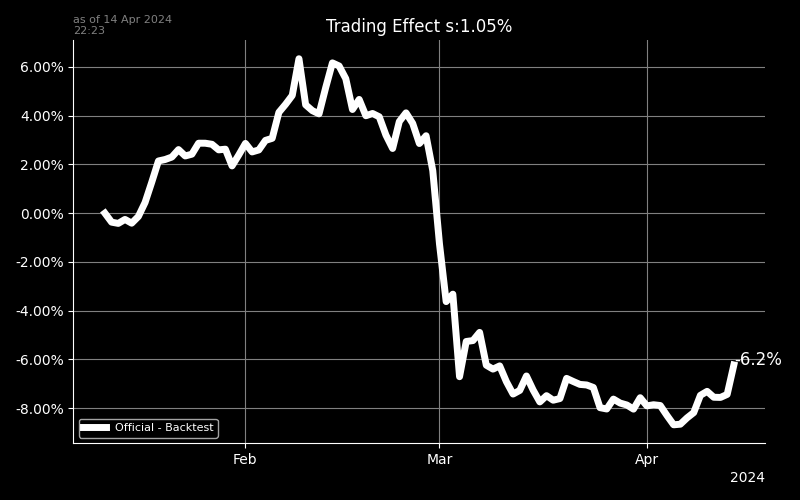 as of 14 Apr 2024
22:23
Trading Effect s:1.05%
6.00%
4.00%
2.00%
0.00%
-2.00%
-4.00%
-6.00%
-8.00%
-6.2%
Official - Backtest
Feb
Mar
Apr
2024